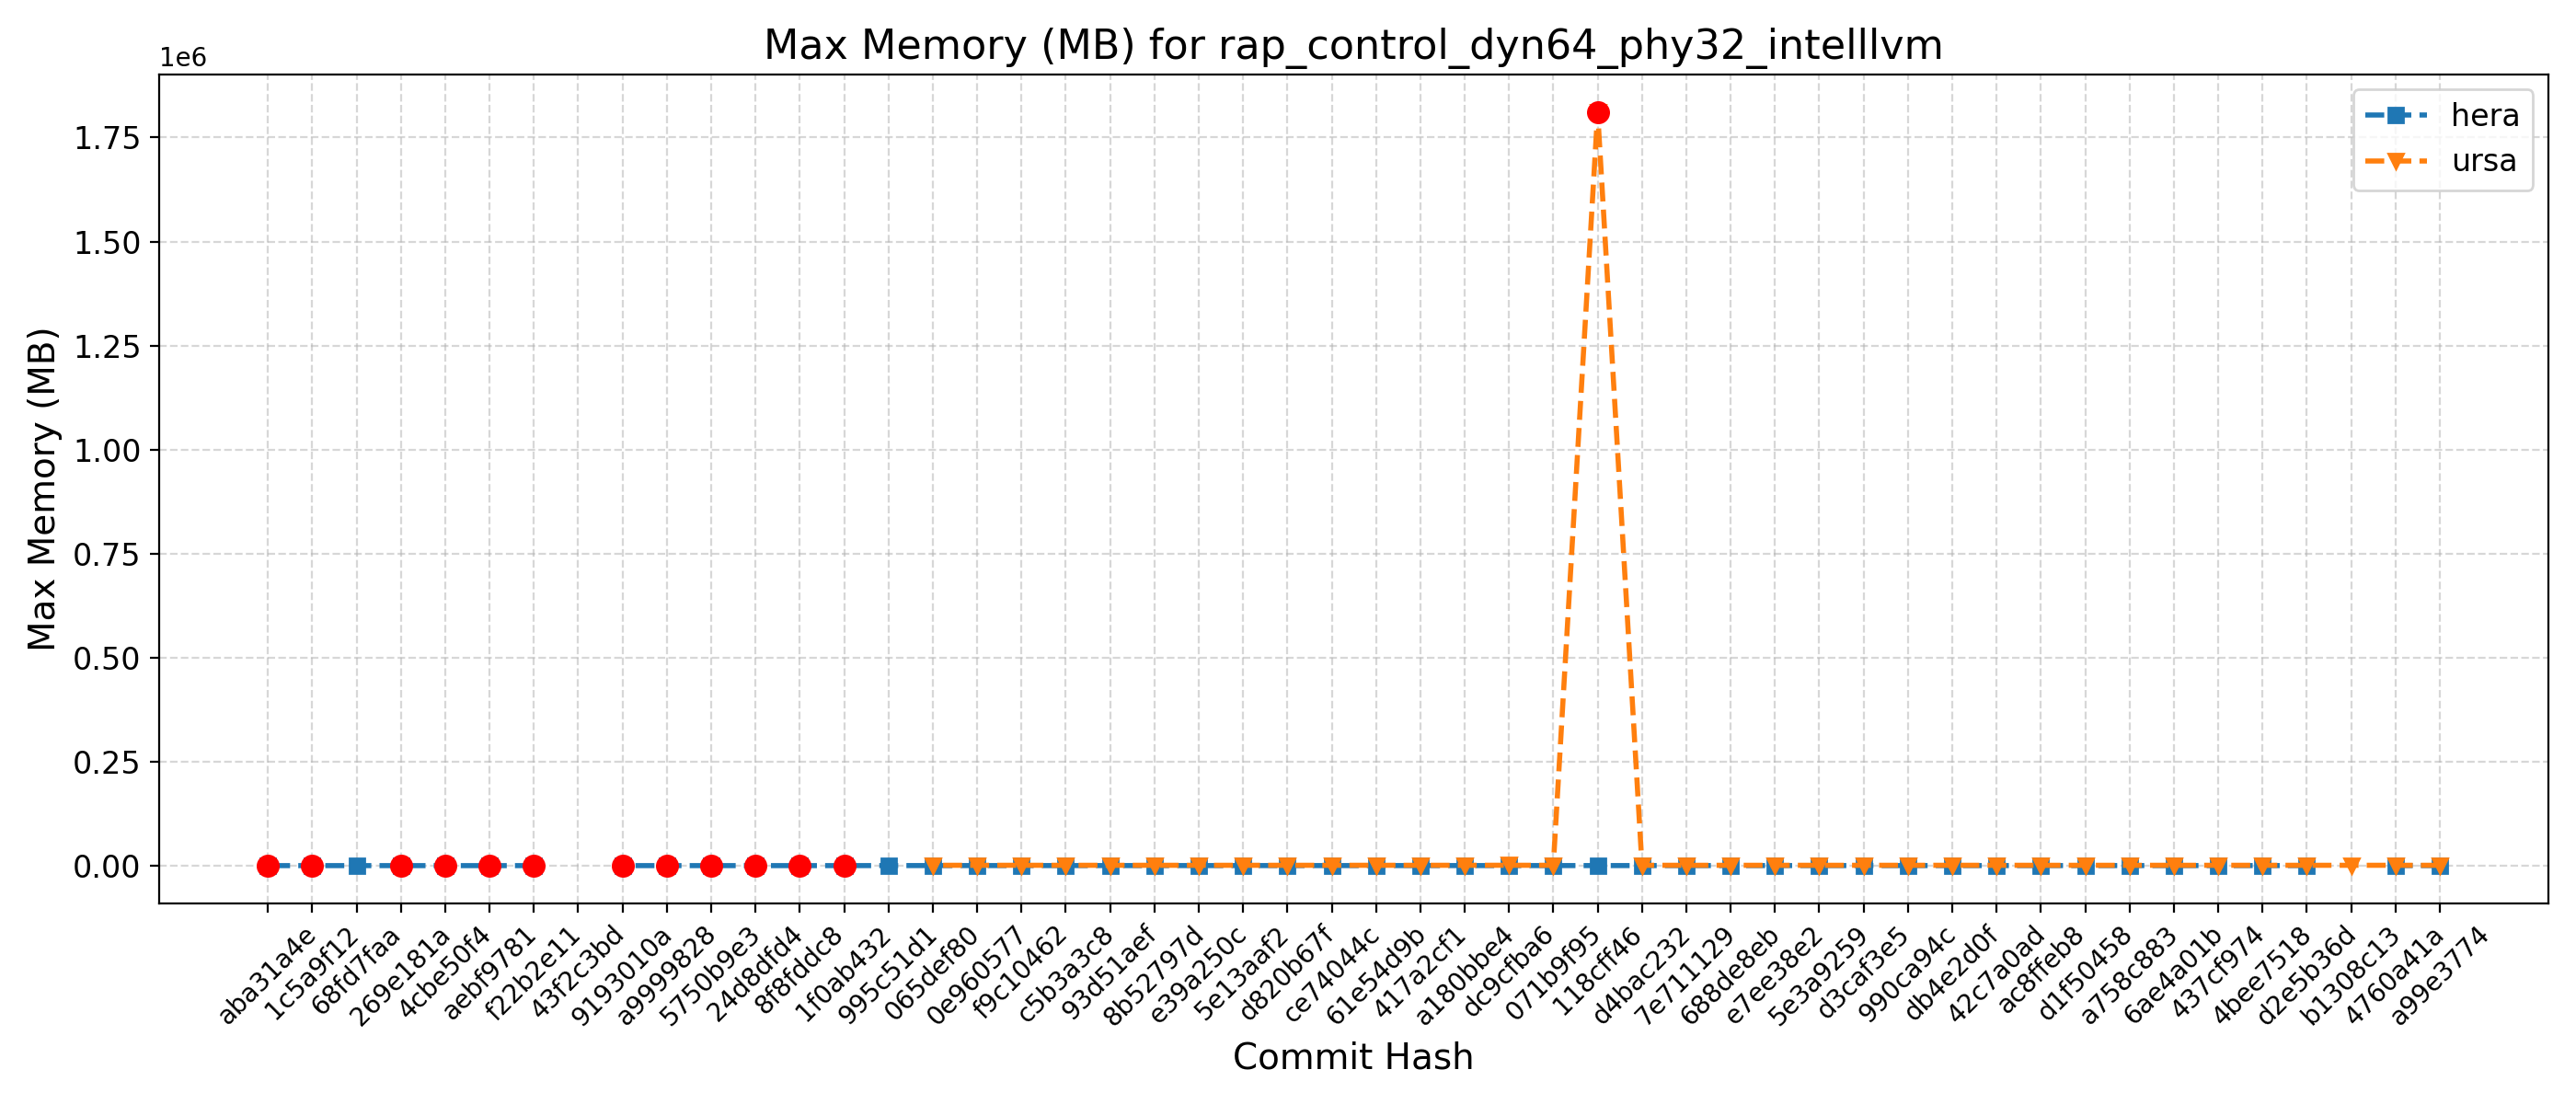 Max Memory (MB) for rap_control_dyn64_phy32_intelllvm
1e6
hera
ursa
1.75
1.50
1.25
1.00
0.75
0.50
0.25
0.00
Max Memory (MB)
aba31a4e
1c5a9f12
68fd7faa
269e181a
4cbe50f4
aebf9781
f22b2e11
43f2c3bd
9193010a
a9999828
5750b9e3
24d8dfd4
8f8fddc8
1f0ab432
995c51d1
065def80
0e960577
f9c10462
c5b3a3c8
93d51aef
8b52797d
e39a250c
5e13aaf2
d820b67f
ce74044c
61e54d9b
417a2cf1
a180bbe4
dc9cfba6
071b9f95
118cff46
d4bac232
7e711129
688de8eb
e7ee38e2
5e3a9259
d3caf3e5
990ca94c
db4e2d0f
42c7a0ad
ac8ffeb8
d1f50458
a758c883
6ae4a01b
437cf974
4bee7518
d2e5b36d
b1308c13
4760a41a
a99e3774
Commit Hash